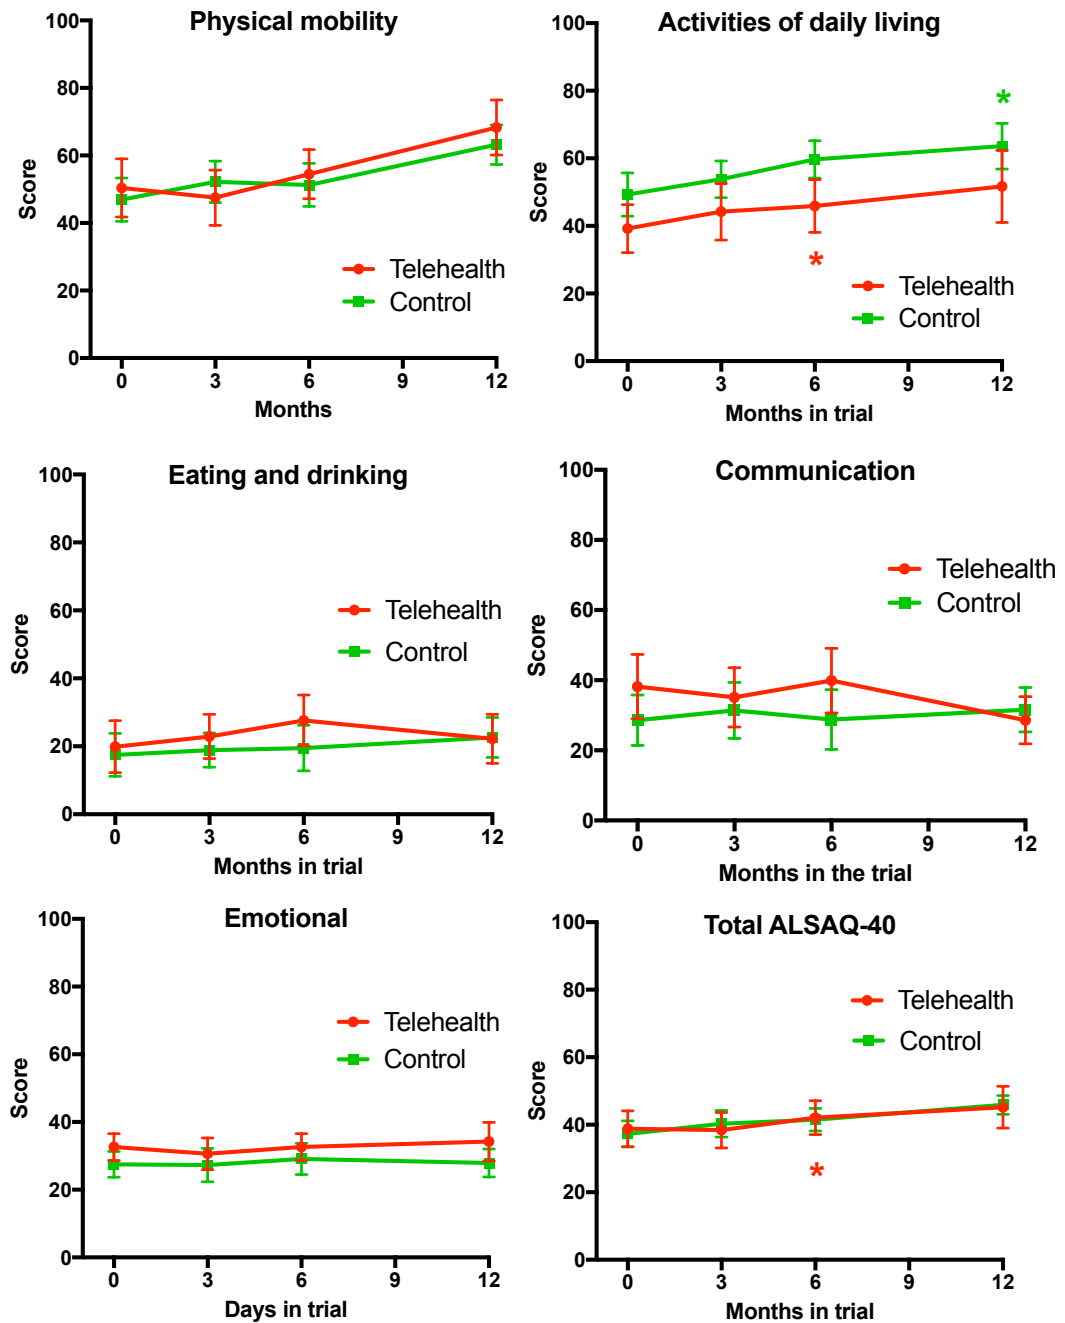 Physical mobility
100
80
60
40
20
0
Score
Telehealth
Control
0 3 6 9 12
Months
Activities of daily living
100
80
60
40
20
0
Score
*
*
Telehealth
Control
0 3 6 9 12
Months in trial
Eating and drinking
100
80
60
40
20
0
Score
Telehealth
Control
0 3 6 9 12
Months in trial
Communication
100
80
60
40
20
0
Score
Telehealth
Control
0 3 6 9 12
Months in the trial
Emotional
100
80
60
40
20
0
Score
Telehealth
Control
0 3 6 9 12
Days in trial
Total ALSAQ-40
100
80
60
40
20
0
Score
Telehealth
Control
*
0 3 6 9 12
Months in trial